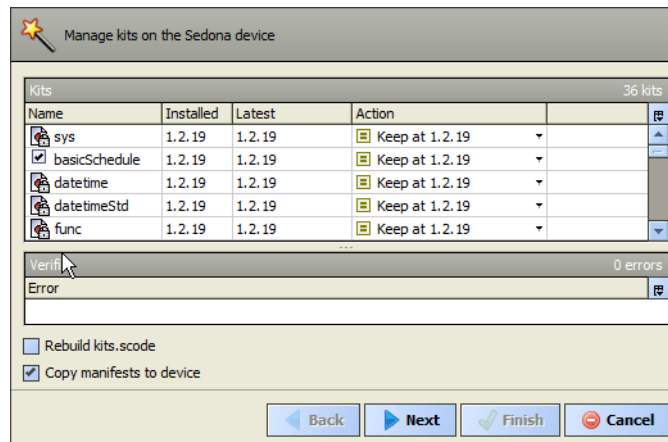 Manage kits on the Sedona device
Kits 36 kits
Name Installed Latest Action
sys 1.2.19 1.2.19 Keep at 1.2.19
basicSchedule 1.2.19 1.2.19 Keep at 1.2.19
datetime 1.2.19 1.2.19 Keep at 1.2.19
datetimeStd 1.2.19 1.2.19 Keep at 1.2.19
func 1.2.19 1.2.19 Keep at 1.2.19
0 errors
Error
Rebuild kits.scode
Copy manifests to device
Back Next Finish Cancel